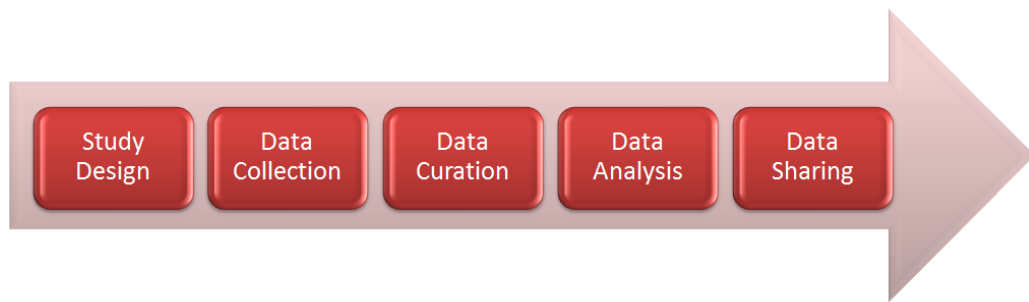 Study
Design
Data
Collection
Data
Curation
Data
Analysis
Data
Sharing